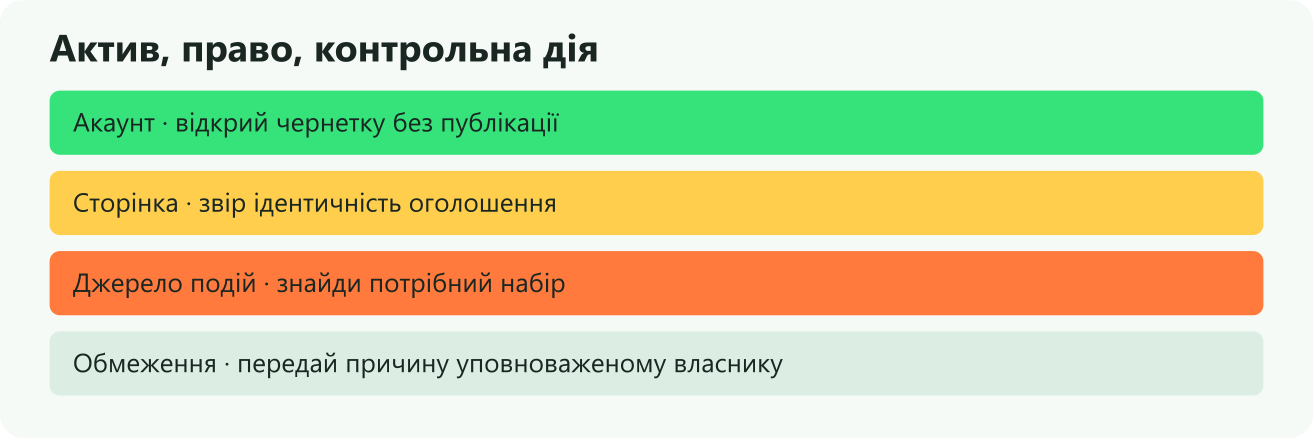 Актив, право, контрольна дія
Акаунт · відкрий чернетку без публікації
Сторінка · звір ідентичність оголошення
Джерело подій · знайди потрібний набір
Обмеження · передай причину уповноваженому власнику